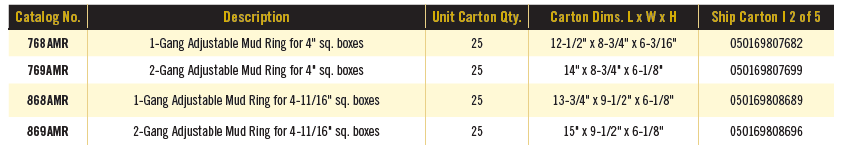 Catalog No. Description Unit Carton Qty. Carton Dims. L x W x H Ship Carton I 2 of 5
768AMR 1-Gang Adjustable Mud Ring for 4" sq. boxes 25 12-1/2" x 8-3/4" x 6-3/16" 050169807682
769AMR 2-Gang Adjustable Mud Ring for 4" sq. boxes 25 14" x 8-3/4" x 6-1/8" 050169807699
868AMR 1-Gang Adjustable Mud Ring for 4-11/16" sq. boxes 25 13-3/4" x 9-1/2" x 6-1/8" 050169808689
869AMR 2-Gang Adjustable Mud Ring for 4-11/16" sq. boxes 25 15" x 9-1/2" x 6-1/8" 050169808696